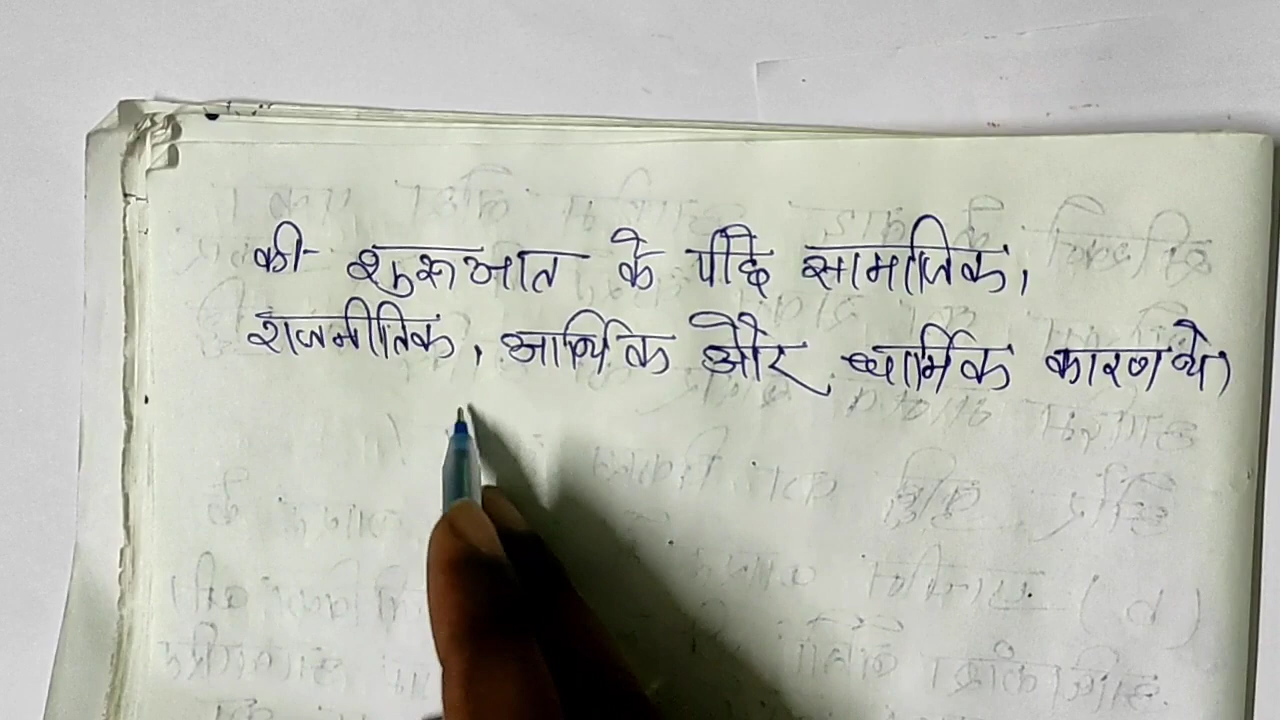 की शुरुआत के पीछे सामाजिक,
राजनीतिक, आर्थिक और धार्मिक कारण थे।